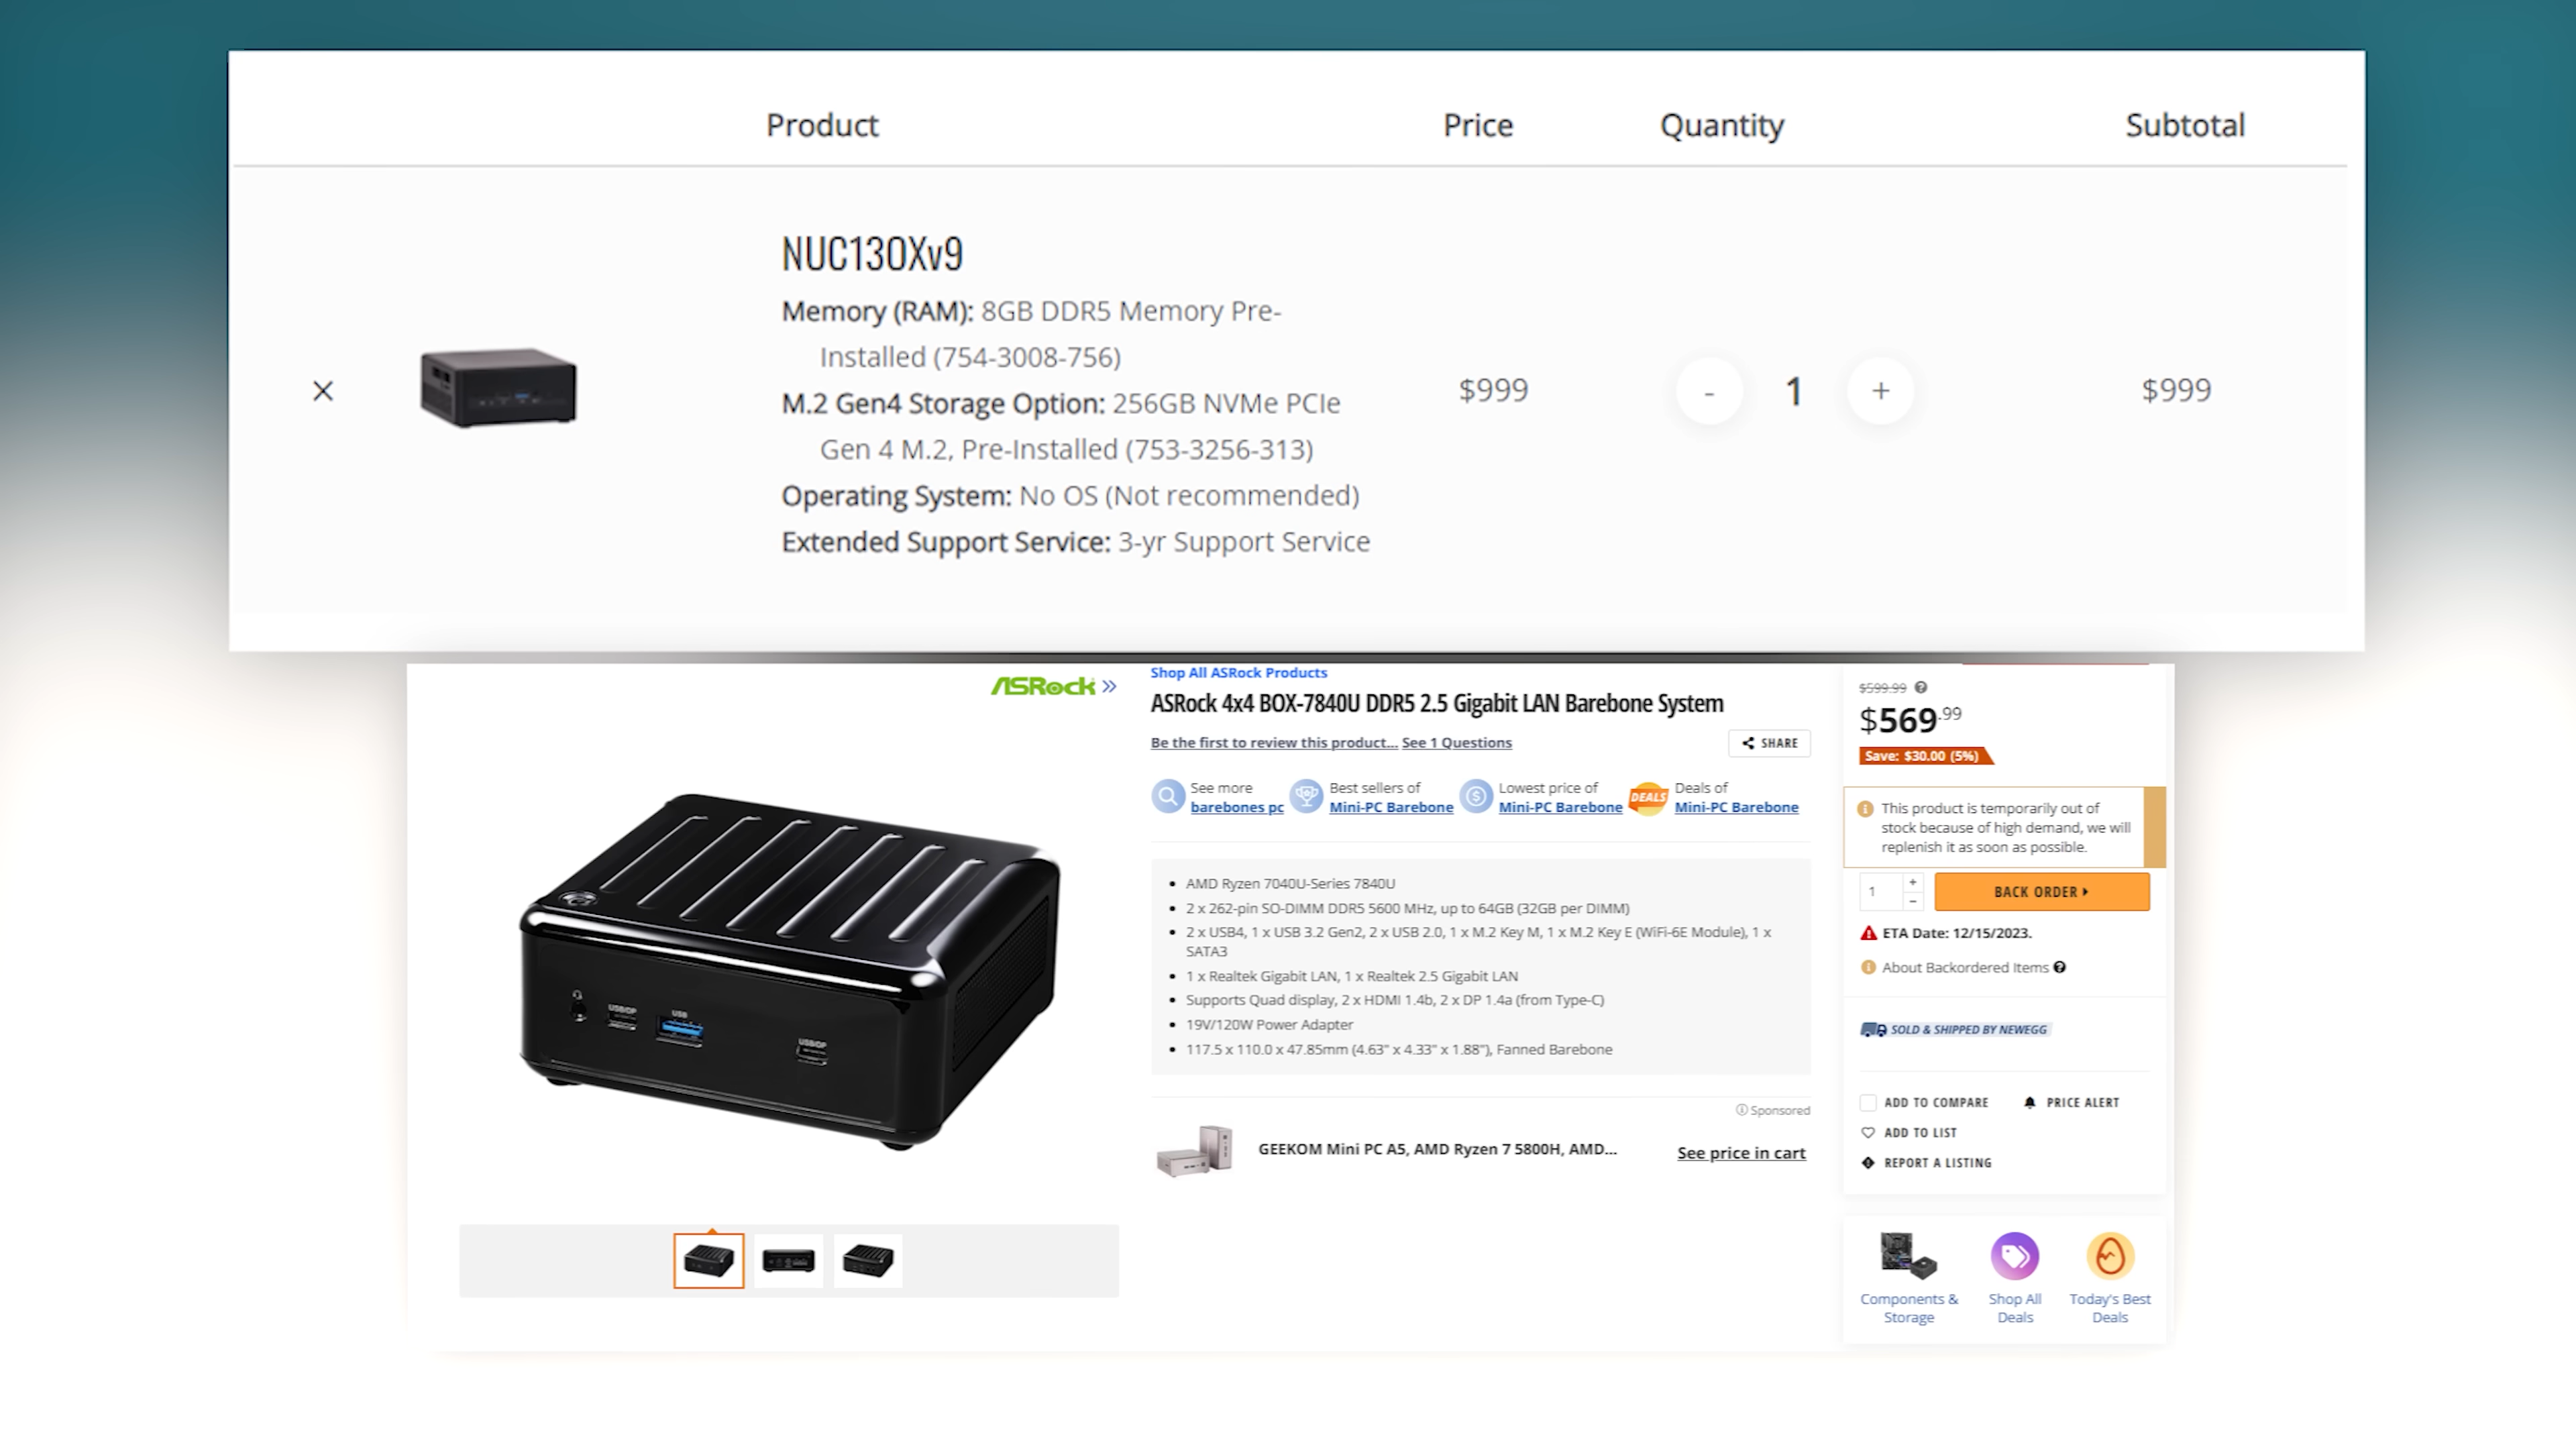 Product Price Quantity Subtotal
NUC130Xv9
Memory (RAM): 8GB DDR5 Memory Pre-
Installed (754-3008-756)
M.2 Gen4 Storage Option: 256GB NVMe PCIe
Gen 4 M.2, Pre-Installed (753-3256-313)
Operating System: No OS (Not recommended)
Extended Support Service: 3-yr Support Service
$999 - 1 + $999
ASRock
Shop All ASRock Products
ASRock 4x4 BOX-7840U DDR5 2.5 Gigabit LAN Barebone System
Be the first to review this product... See 1 Questions
SHARE
See more
barebones pc
Best sellers of
Mini-PC Barebone
Lowest price of
Mini-PC Barebone
DEALS
Deals of
Mini-PC Barebone
AMD Ryzen 7040U-Series 7840U
2 x 262-pin SO-DIMM DDR5 5600 MHz, up to 64GB (32GB per DIMM)
2 x USB4, 1 x USB 3.2 Gen2, 2 x USB 2.0, 1 x M.2 Key M, 1 x M.2 Key E (WiFi-6E Module), 1 x
SATA3
1 x Realtek Gigabit LAN, 1 x Realtek 2.5 Gigabit LAN
Supports Quad display, 2 x HDMI 1.4b, 2 x DP 1.4a (from Type-C)
19V/120W Power Adapter
117.5 x 110.0 x 47.85mm (4.63" x 4.33" x 1.88"), Fanned Barebone
Sponsored
GEEKOM Mini PC A5, AMD Ryzen 7 5800H, AMD...
See price in cart
USB/DP
USB
USB/DP
$599.99
$569.99
Save: $30.00 (5%)
This product is temporarily out of
stock because of high demand, we will
replenish it as soon as possible.
1 + -
BACK ORDER
ETA Date: 12/15/2023.
About Backordered Items
SOLD & SHIPPED BY NEWEGG
ADD TO COMPARE
PRICE ALERT
ADD TO LIST
REPORT A LISTING
Components &
Storage
Shop All
Deals
Today's Best
Deals